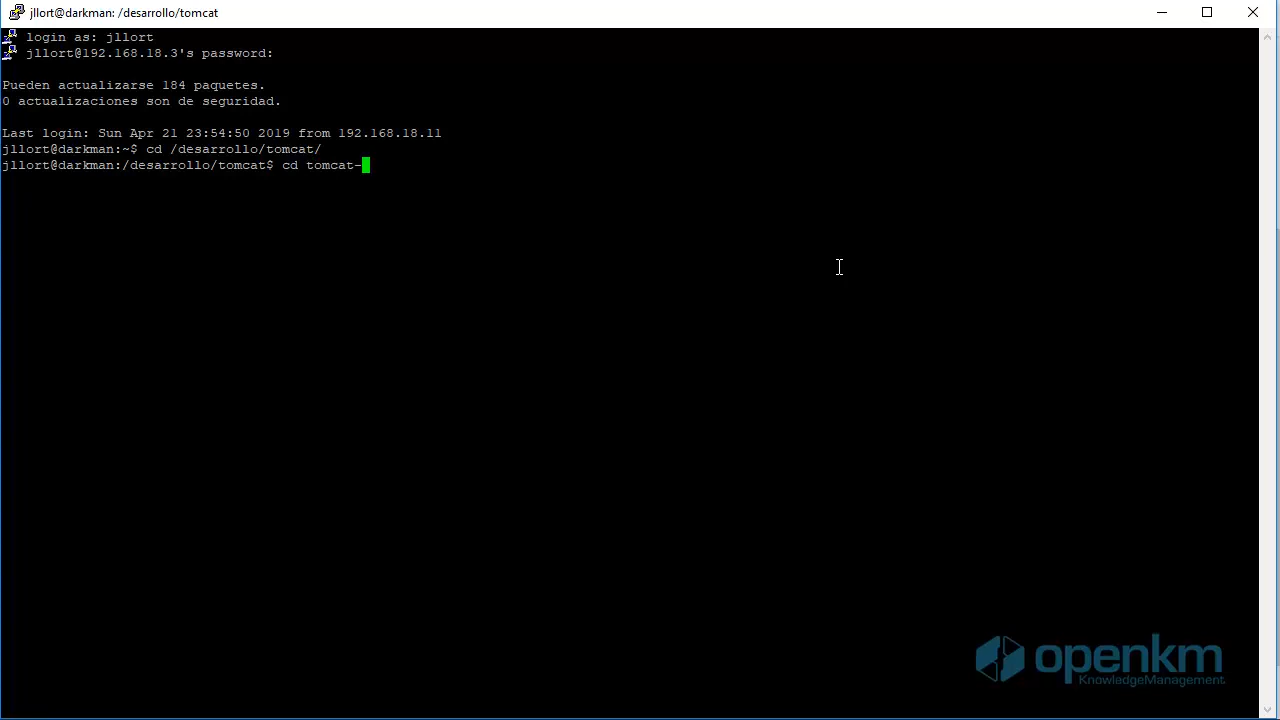 jllort@darkman: /desarrollo/tomcat
login as: jllort
jllort@192.168.18.3's password:
Pueden actualizarse 184 paquetes.
0 actualizaciones son de seguridad.
Last login: Sun Apr 21 23:54:50 2019 from 192.168.18.11
jllort@darkman:~$ cd /desarrollo/tomcat/
jllort@darkman:/desarrollo/tomcat$ cd tomcat-
openkm
KnowledgeManagement